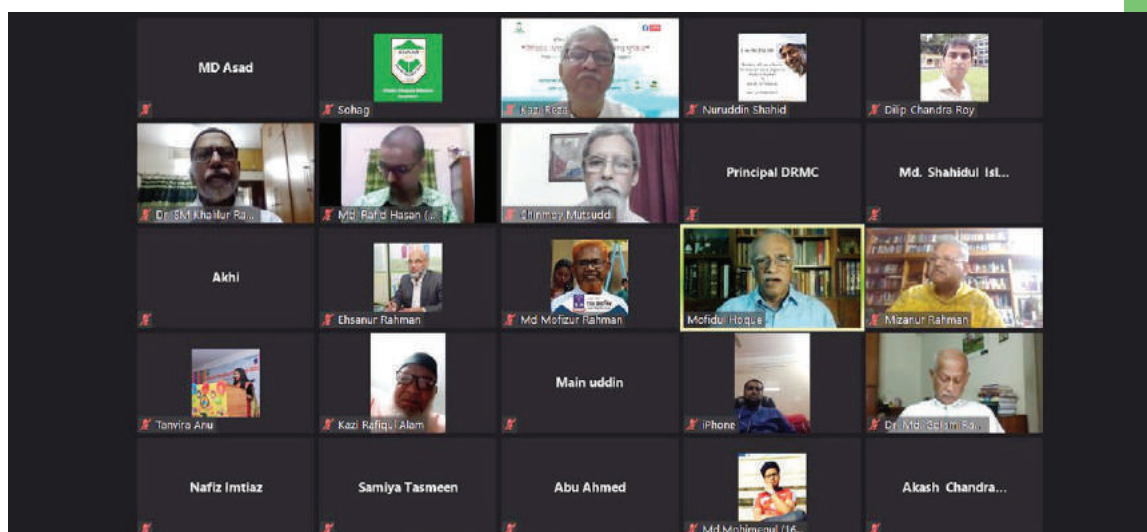 MD Asad
Sohag
Kazi Reza
Nuruddin Shahid
Dilip Chandra Roy
Dr. SM Khalilur Ra...
Md. Rafid Hasan (...
Chinmoy Mutsuddi
Principal DRMC
Md. Shahidul Isl...
Akhi
Ehsanur Rahman
Md Mofizur Rahman
Mofidul Hoque
Mizanur Rahman
Tanvira Anu
Kazi Rafiqul Alam
Main uddin
iPhone
Dr. Md. Golam Ra...
Nafiz Imtiaz
Samiya Tasmeen
Abu Ahmed
Md Mohimenul (16...
Akash Chandra...